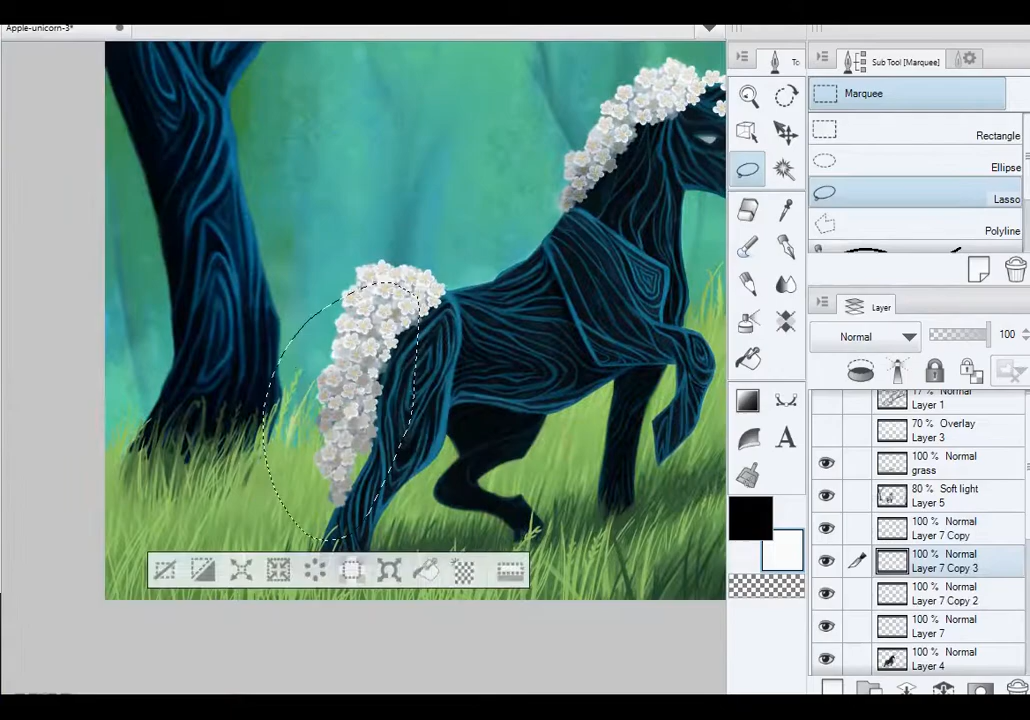 Apple-unicorn-3*
Tc
Sub Tool [Marquee]
Marquee
Rectangle
Ellipse
Lasso
Polyline
Layer
Normal
100
17 % Normal
Layer 1
70 % Overlay
Layer 3
100 % Normal
grass
80 % Soft light
Layer 5
100 % Normal
Layer 7 Copy
100 % Normal
Layer 7 Copy 3
100 % Normal
Layer 7 Copy 2
100 % Normal
Layer 7
100 % Normal
Layer 4
A